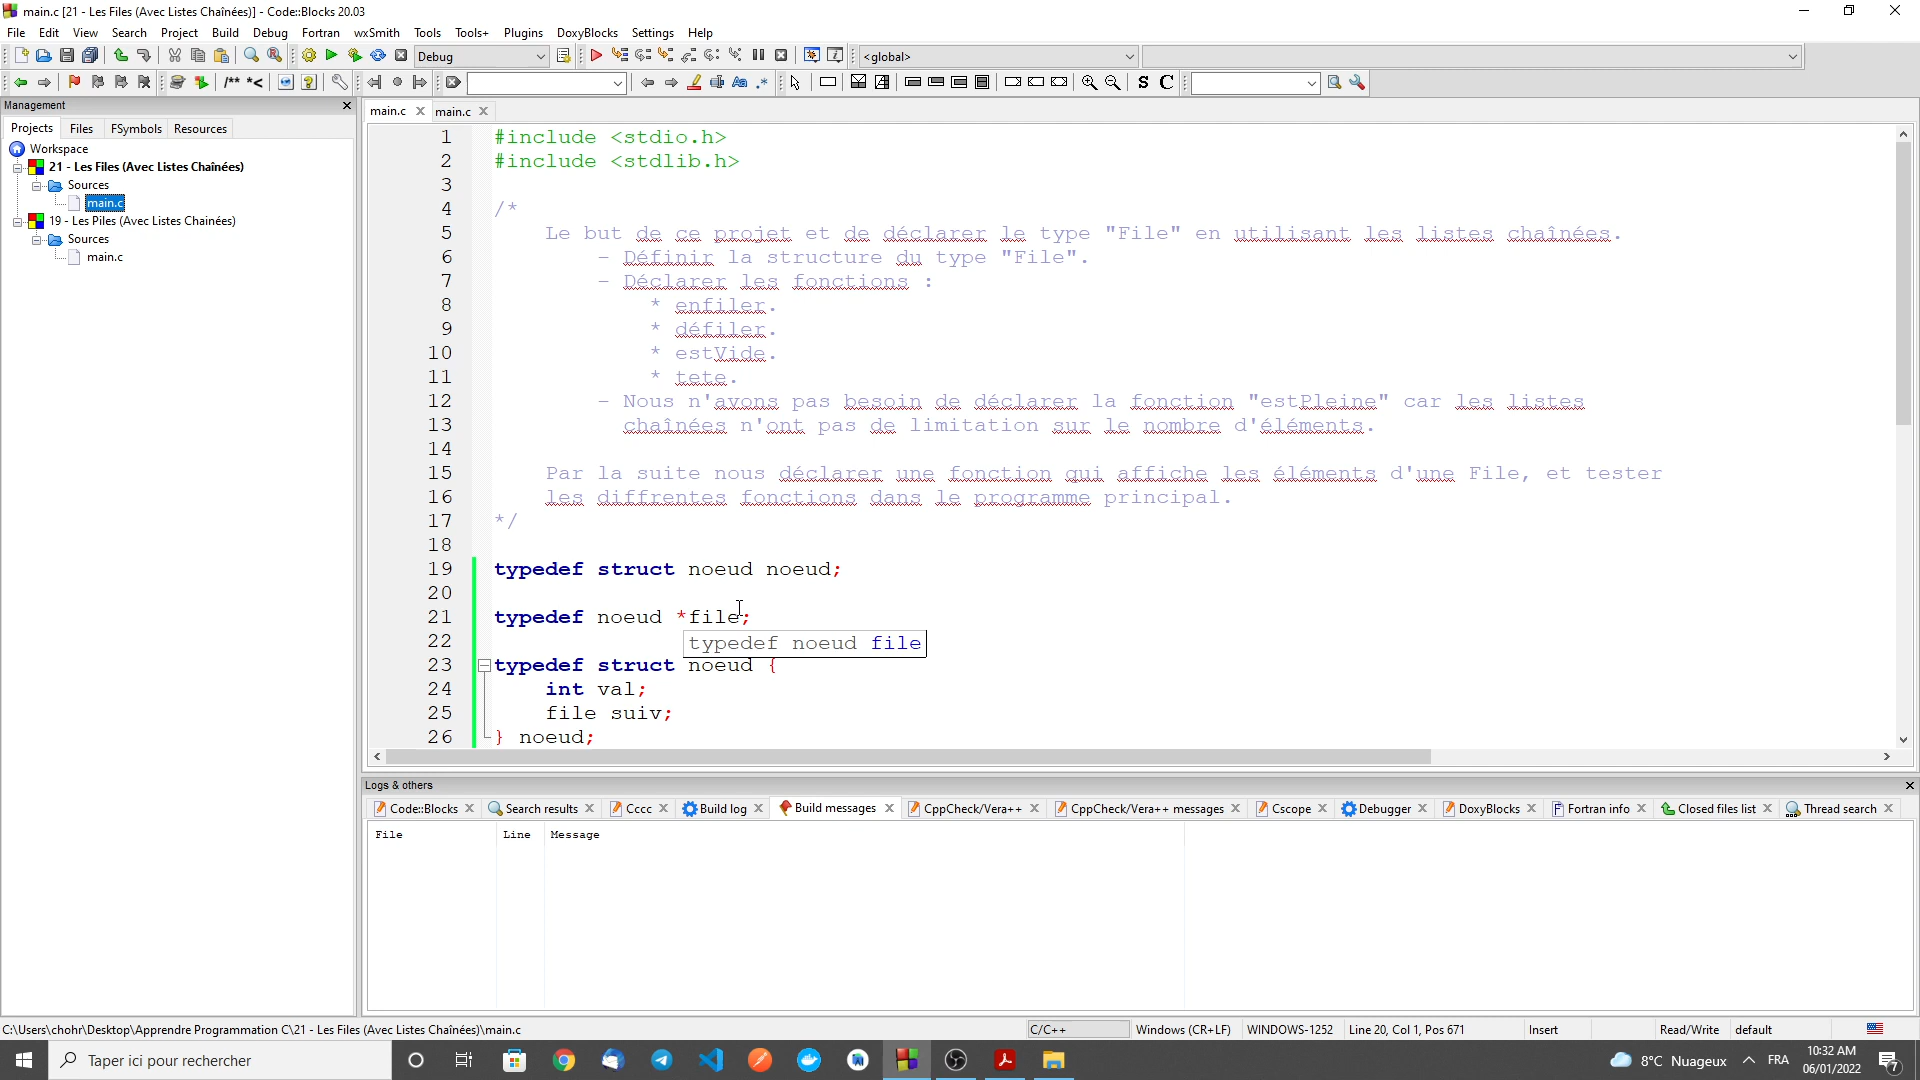 main.c [21 - Les Files (Avec Listes Chaînées)] - Code::Blocks 20.03
File Edit View Search Project Build Debug Fortran wxSmith Tools Tools+ Plugins DoxyBlocks Settings Help
Debug <global>
/** *< Aa .* S C
Management
Projects Files FSymbols Resources
Workspace
21 - Les Files (Avec Listes Chaînées)
Sources
main.c
19 - Les Piles (Avec Listes Chainées)
Sources
main.c
main.c main.c
1 #include <stdio.h>
2 #include <stdlib.h>
3
4 /*
5 Le but de ce projet et de déclarer le type "File" en utilisant les listes chaînées.
6 - Définir la structure du type "File".
7 - Déclarer les fonctions :
8 * enfiler.
9 * défiler.
10 * estVide.
11 * tete.
12 - Nous n'avons pas besoin de déclarer la fonction "estPleine" car les listes
13 chaînées n'ont pas de limitation sur le nombre d'éléments.
14
15 Par la suite nous déclarer une fonction qui affiche les éléments d'une File, et tester
16 les diffrentes fonctions dans le programme principal.
17 */
18
19 typedef struct noeud noeud;
20
21 typedef noeud *file;
22 typedef noeud file
23 typedef struct noeud {
24 int val;
25 file suiv;
26 } noeud;
Logs & others
Code::Blocks Search results Cccc Build log Build messages CppCheck/Vera++ CppCheck/Vera++ messages Cscope Debugger DoxyBlocks Fortran info Closed files list Thread search
File Line Message
C:\Users\chohr\Desktop\Apprendre Programmation C\21 - Les Files (Avec Listes Chaînées)\main.c C/C++ Windows (CR+LF) WINDOWS-1252 Line 20, Col 1, Pos 671 Insert Read/Write default
Taper ici pour rechercher 8°C Nuageux FRA 10:32 AM
06/01/2022 7